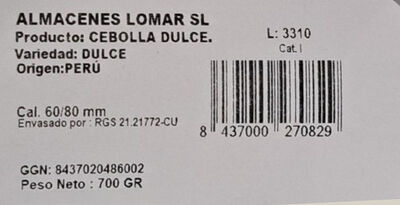 ALMACENES LOMAR SL
Producto: CEBOLLA DULCE.
L: 3310
Variedad: DULCE
Cat. I
Origen:PERÚ
Cal. 60/80 mm
Envasado por : RGS 21.21772-CU
8 437000 270829
GGN: 8437020486002
Peso Neto : 700 GR